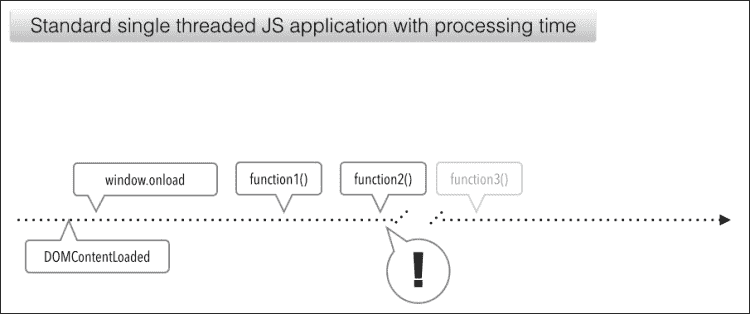 Standard single threaded JS application with processing time
window.onload
function1()
function2()
function3()
DOMContentLoaded
!